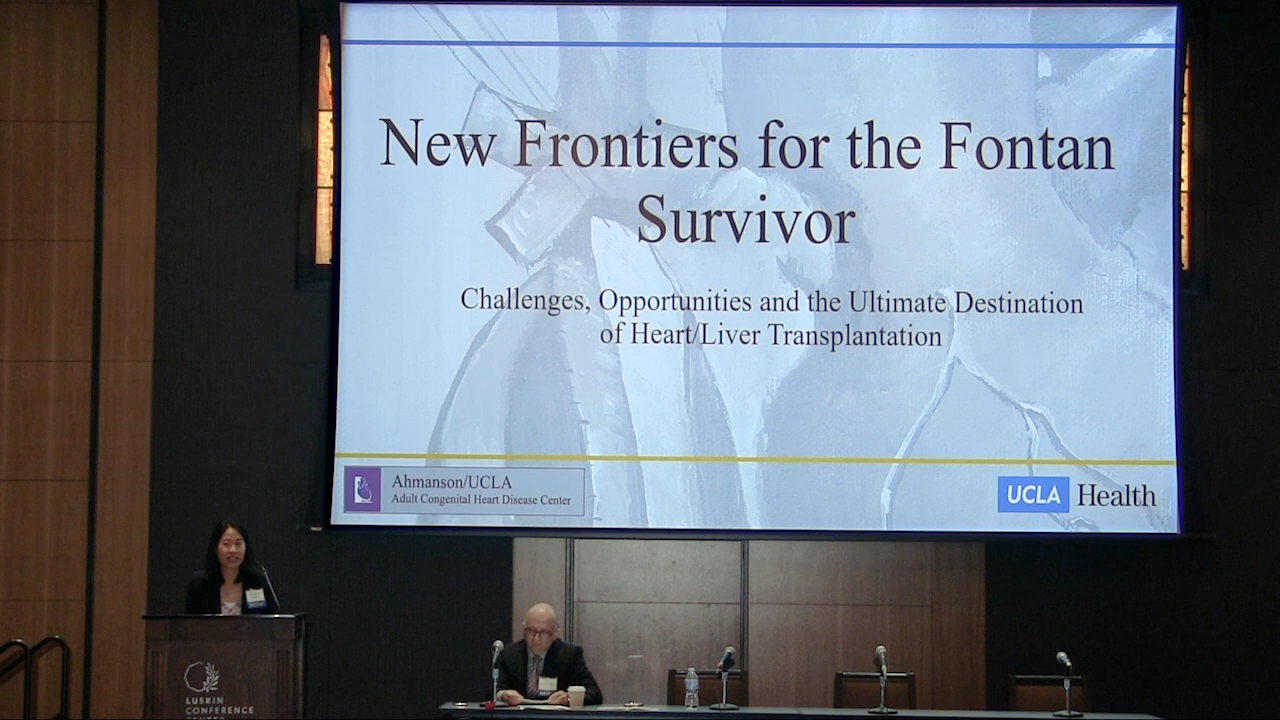 New Frontiers for the Fontan
Survivor
Challenges, Opportunities and the Ultimate Destination
of Heart/Liver Transplantation
Ahmanson/UCLA
Adult Congenital Heart Disease Center
UCLA Health
LUSKIN
CONFERENCE
CENTER